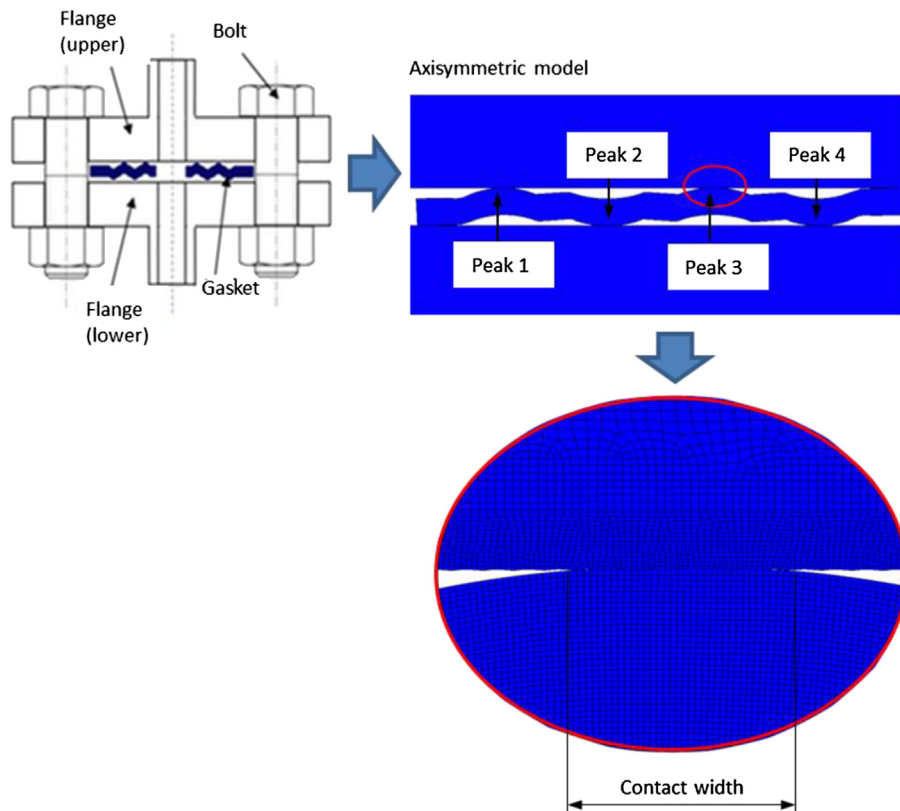 Flange
(upper)
Bolt
Gasket
Flange
(lower)
Axisymmetric model
Peak 2
Peak 4
Peak 1
Peak 3
Contact width